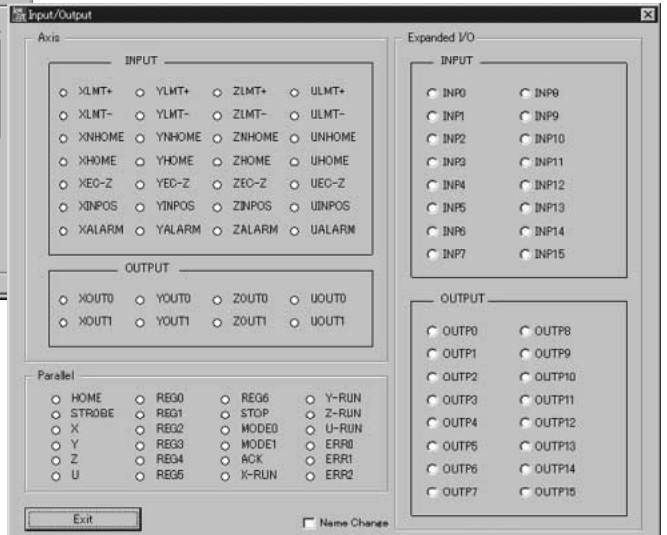 Input/Output
Axis
INPUT
XLMT+ YLMT+ ZLMT+ ULMT+
XLMT- YLMT- ZLMT- ULMT-
XNHOME YNHOME ZNHOME UNHOME
XHOME YHOME ZHOME UHOME
XEC-Z YEC-Z ZEC-Z UEC-Z
XINPOS YINPOS ZINPOS UINPOS
XALARM YALARM ZALARM UALARM
OUTPUT
XOUT0 YOUT0 ZOUT0 UOUT0
XOUT1 YOUT1 ZOUT1 UOUT1
Parallel
HOME REG0 REG6 Y-RUN
STROBE REG1 STOP Z-RUN
X REG2 MODE0 U-RUN
Y REG3 MODE1 ERR0
Z REG4 ACK ERR1
U REG5 X-RUN ERR2
Exit
Name Change
Expanded I/O
INPUT
INP0 INP8
INP1 INP9
INP2 INP10
INP3 INP11
INP4 INP12
INP5 INP13
INP6 INP14
INP7 INP15
OUTPUT
OUTP0 OUTP8
OUTP1 OUTP9
OUTP2 OUTP10
OUTP3 OUTP11
OUTP4 OUTP12
OUTP5 OUTP13
OUTP6 OUTP14
OUTP7 OUTP15